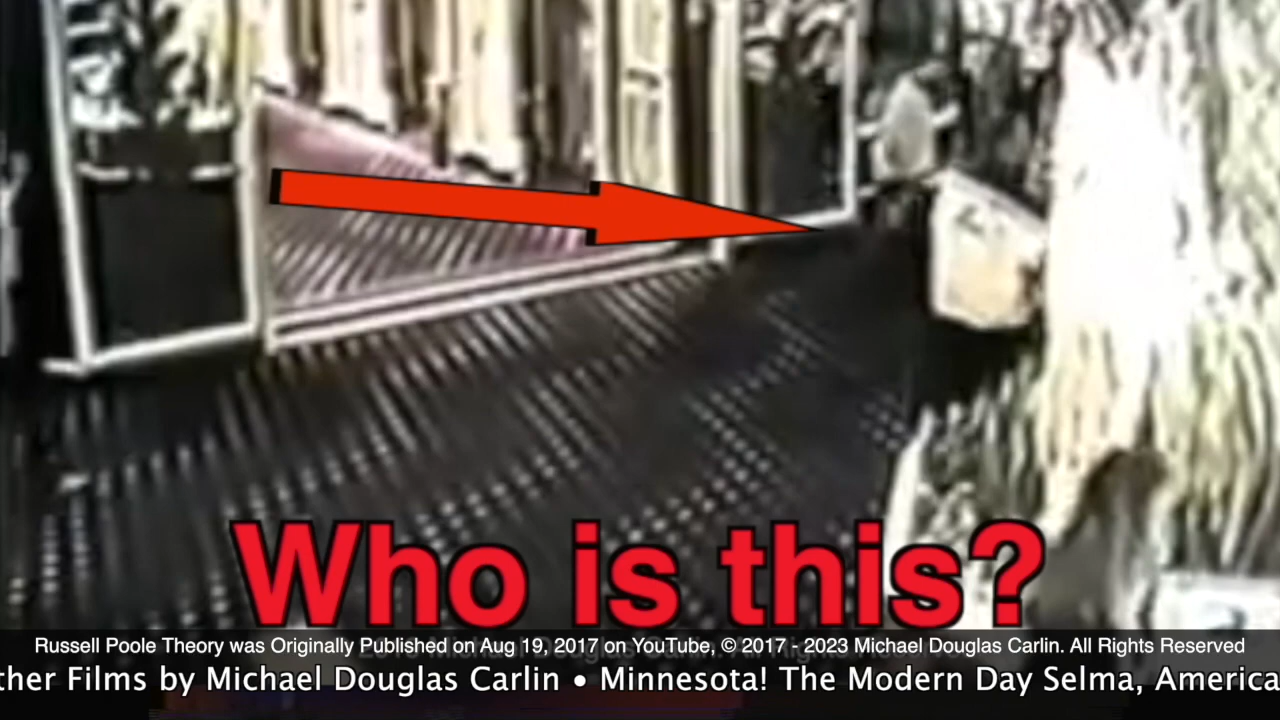 Who is this?
Russell Poole Theory was Originally Published on Aug 19, 2017 on YouTube, © 2017 - 2023 Michael Douglas Carlin. All Rights Reserved
ther Films by Michael Douglas Carlin • Minnesota! The Modern Day Selma, America